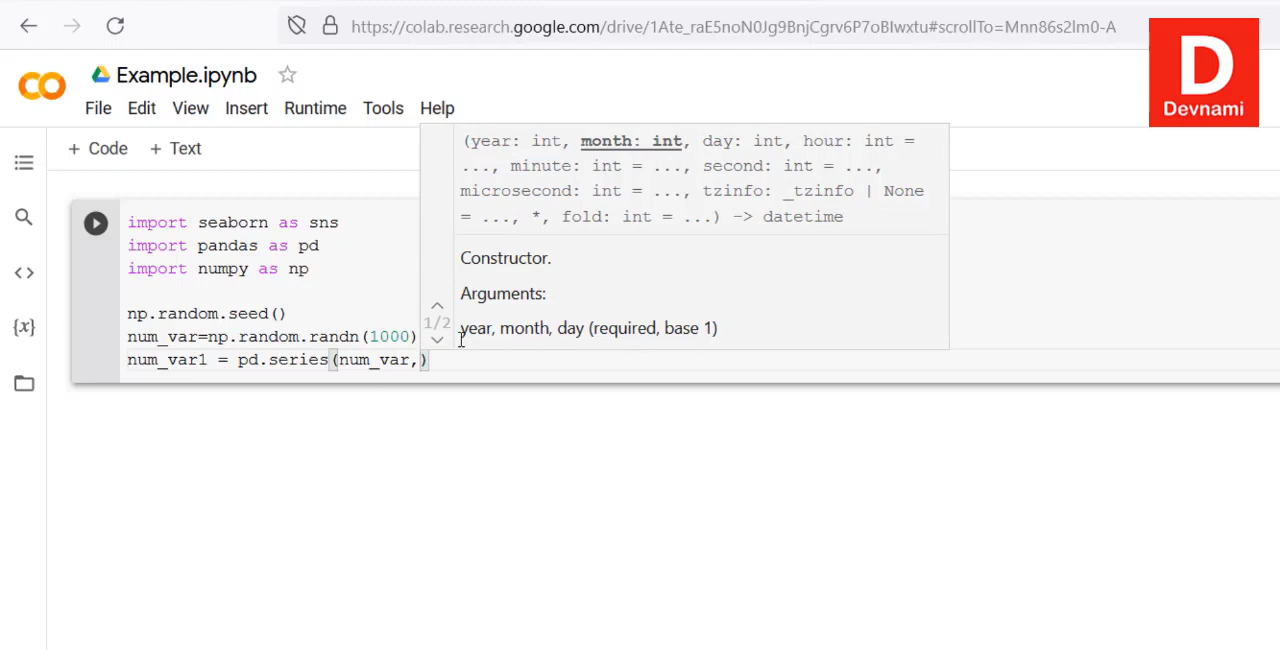 https://colab.research.google.com/drive/1Ate_raE5noN0Jg9BnjCgrv6P7oBIwxtu#scrollTo=Mnn86s2lm0-A
D
Devnami
CO
Example.ipynb
File Edit View Insert Runtime Tools Help
+ Code + Text
(year: int, month: int, day: int, hour: int =
..., minute: int = ..., second: int = ...,
microsecond: int = ..., tzinfo: _tzinfo | None
= ..., *, fold: int = ...) -> datetime
Constructor.
Arguments:
1/2
year, month, day (required, base 1)
import seaborn as sns
import pandas as pd
import numpy as np
np.random.seed()
num_var=np.random.randn(1000)
num_var1 = pd.series(num_var,)
{x}